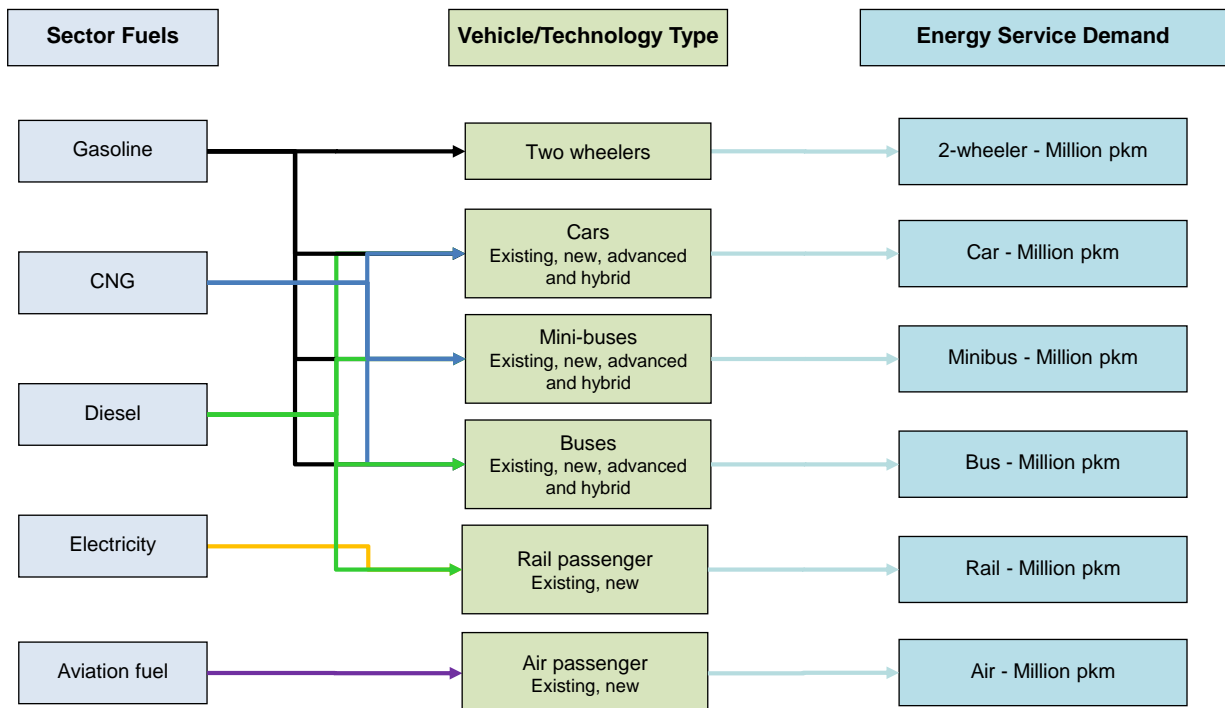 Sector Fuels
Vehicle/Technology Type
Energy Service Demand
Gasoline
Two wheelers
2-wheeler - Million pkm
CNG
Cars
Existing, new, advanced
and hybrid
Car - Million pkm
Mini-buses
Existing, new, advanced
and hybrid
Minibus - Million pkm
Diesel
Buses
Existing, new, advanced
and hybrid
Bus - Million pkm
Electricity
Rail passenger
Existing, new
Rail - Million pkm
Aviation fuel
Air passenger
Existing, new
Air - Million pkm